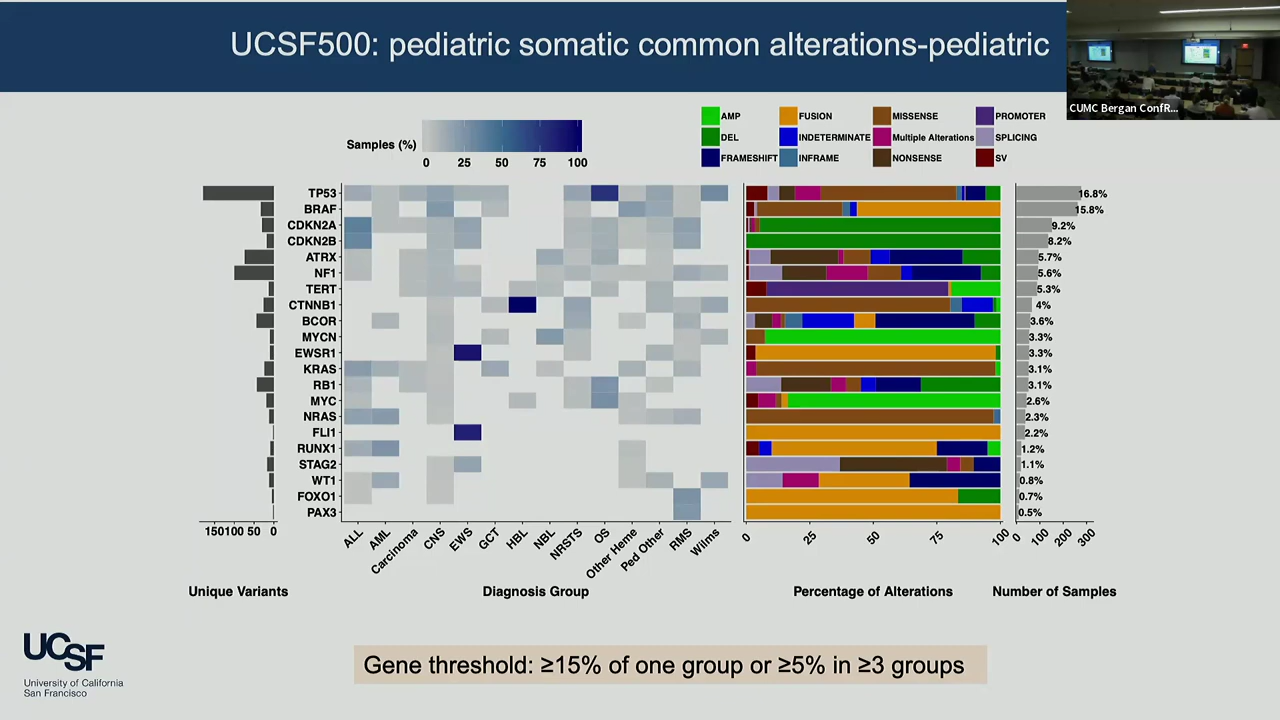 UCSF500: pediatric somatic common alterations-pediatric
CUMC Bergan ConfR...
Samples (%)
0 25 50 75 100
AMP FUSION MISSENSE PROMOTER
DEL INDETERMINATE Multiple Alterations SPLICING
FRAMESHIFT INFRAME NONSENSE SV
TP53 16.8%
BRAF 15.8%
CDKN2A 9.2%
CDKN2B 8.2%
ATRX 5.7%
NF1 5.6%
TERT 5.3%
CTNNB1 4%
BCOR 3.6%
MYCN 3.3%
EWSR1 3.3%
KRAS 3.1%
RB1 3.1%
MYC 2.6%
NRAS 2.3%
FLI1 2.2%
RUNX1 1.2%
STAG2 1.1%
WT1 0.8%
FOXO1 0.7%
PAX3 0.5%
150 100 50 0
ALL AML Carcinoma CNS EWS GCT HBL NBL NRSTS OS Other Heme Ped Other RMS Wilms
0 25 50 75 100
0 100 200 300
Unique Variants Diagnosis Group Percentage of Alterations Number of Samples
UCSF
University of California
San Francisco
Gene threshold: ≥15% of one group or ≥5% in ≥3 groups